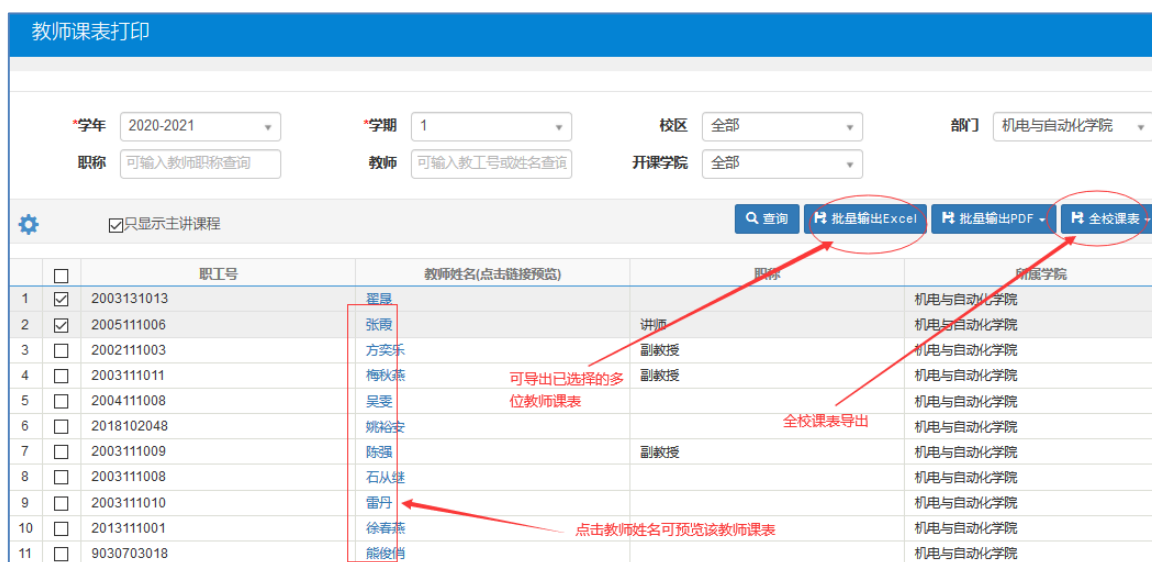 教师课表打印
*学年 2020-2021 *学期 1 校区 全部 部门 机电与自动化学院
职称 可输入教师职称查询 教师 可输入教工号或姓名查询 开课学院 全部
只显示主讲课程 查询 批量输出Excel 批量输出PDF 全校课表
职工号 教师姓名(点击链接预览) 职称 所属学院
1 2003131013 翟晟 机电与自动化学院
2 2005111006 张霞 讲师 机电与自动化学院
3 2002111003 方奕乐 副教授 机电与自动化学院
4 2003111011 梅秋燕 副教授 机电与自动化学院
5 2004111008 吴雯 机电与自动化学院
6 2018102048 姚裕安 机电与自动化学院
7 2003111009 陈强 副教授 机电与自动化学院
8 2003111008 石从继 机电与自动化学院
9 2003111010 雷丹 机电与自动化学院
10 2013111001 徐春燕 机电与自动化学院
11 9030703018 熊俊俏 机电与自动化学院
可导出已选择的多
位教师课表
全校课表导出
点击教师姓名可预览该教师课表